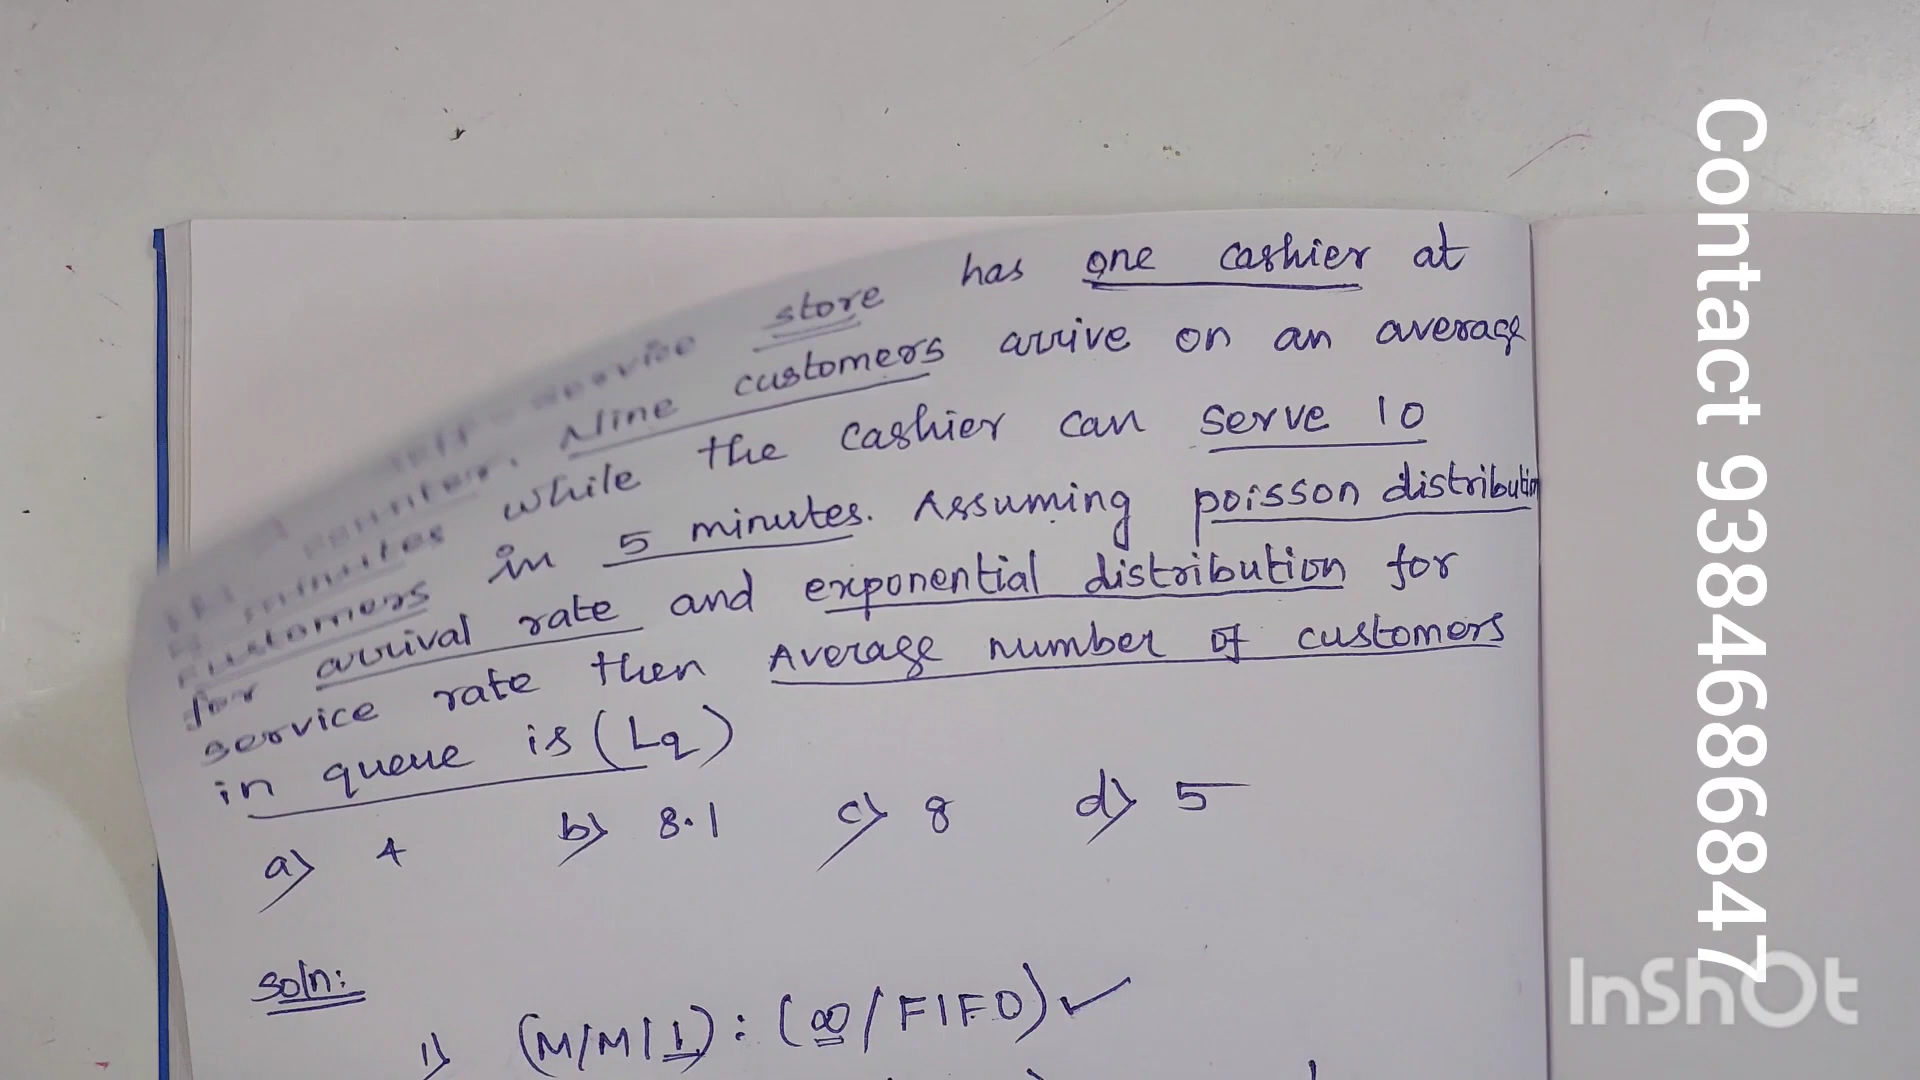 store has one cashier at
Nine customers arrive on an average
minutes while the cashier can serve 10
customers in 5 minutes. Assuming poisson distribution
for arrival rate and exponential distribution for
service rate then Average number of customers
in queue is (Lq)
a) 4 b) 8.1 c) 8 d) 5
Soln:
1) (M/M/1) : (∞/FIFO) ✓
Contact 9384686847
InShOt